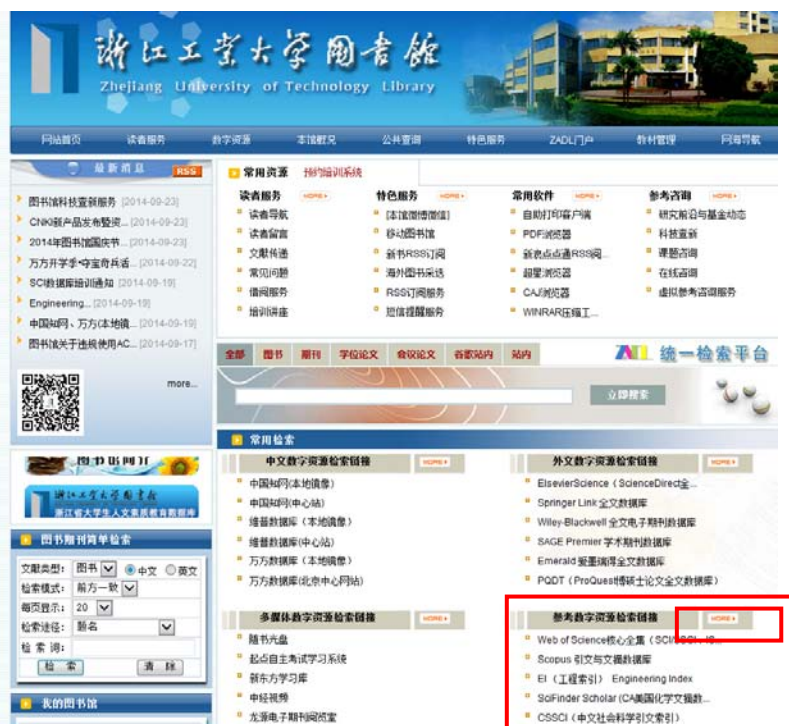 浙江工业大学图书馆
Zhejiang University of Technology Library
网站首页 读者服务 数字资源 本馆概况 公共查询 特色服务 ZADL门户 教材管理 网海导航
最新消息 RSS
图书馆科技查新服务 [2014-09-23]
CNKI新产品发布暨资... [2014-09-23]
2014年图书馆国庆节... [2014-09-23]
万方开学季•夺宝奇兵活... [2014-09-22]
SCI数据库培训通知 [2014-09-19]
Engineering... [2014-09-19]
中国知网、万方(本地镜... [2014-09-19]
图书馆关于违规使用AC... [2014-09-17]
more...
常用资源 预约培训系统
读者服务
读者导航
读者留言
文献传递
常见问题
借阅服务
培训讲座
特色服务
[本馆微博微信]
移动图书馆
新书RSS订阅
海外图书采选
RSS订阅服务
短信提醒服务
常用软件
自助打印客户端
PDF浏览器
新浪点点通RSS阅...
超星浏览器
CAJ浏览器
WINRAR压缩工...
参考咨询
研究前沿与基金动态
科技查新
课题咨询
在线咨询
虚拟参考咨询服务
全部 图书 期刊 学位论文 会议论文 谷歌站内 站内
统一检索平台
立即搜索
常用检索
中文数字资源检索链接
中国知网(本地镜像)
中国知网(中心站)
维普数据库（本地镜像）
维普数据库(中心站)
万方数据库（本地镜像）
万方数据库(北京中心网站)
外文数字资源检索链接
ElsevierScience（ScienceDirect全...
Springer Link 全文数据库
Wiley-Blackwell 全文电子期刊数据库
SAGE Premier 学术期刊数据库
Emerald 爱墨瑞得全文数据库
PQDT（ProQuest博硕士论文全文数据库）
多媒体数字资源检索链接
随书光盘
起点自主考试学习系统
新东方学习库
中经视频
龙源电子期刊阅览室
参考数字资源检索链接
Web of Science核心全集（SCI/SSCI、IS...
Scopus 引文与文摘数据库
EI（工程索引） Engineering Index
SciFinder Scholar (CA美国化学文摘数...
CSSCI（中文社会科学引文索引）
浙江工业大学图书馆
浙江省大学生人文素质教育数据库
图书期刊简单检索
文献类型： 图书 中文 英文
检索模式： 前方一致
每页显示： 20
检索途径： 题名
检 索 词：
检 索 清 除
我的图书馆